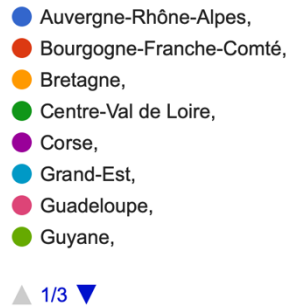 Auvergne-Rhône-Alpes,
Bourgogne-Franche-Comté,
Bretagne,
Centre-Val de Loire,
Corse,
Grand-Est,
Guadeloupe,
Guyane,
1/3